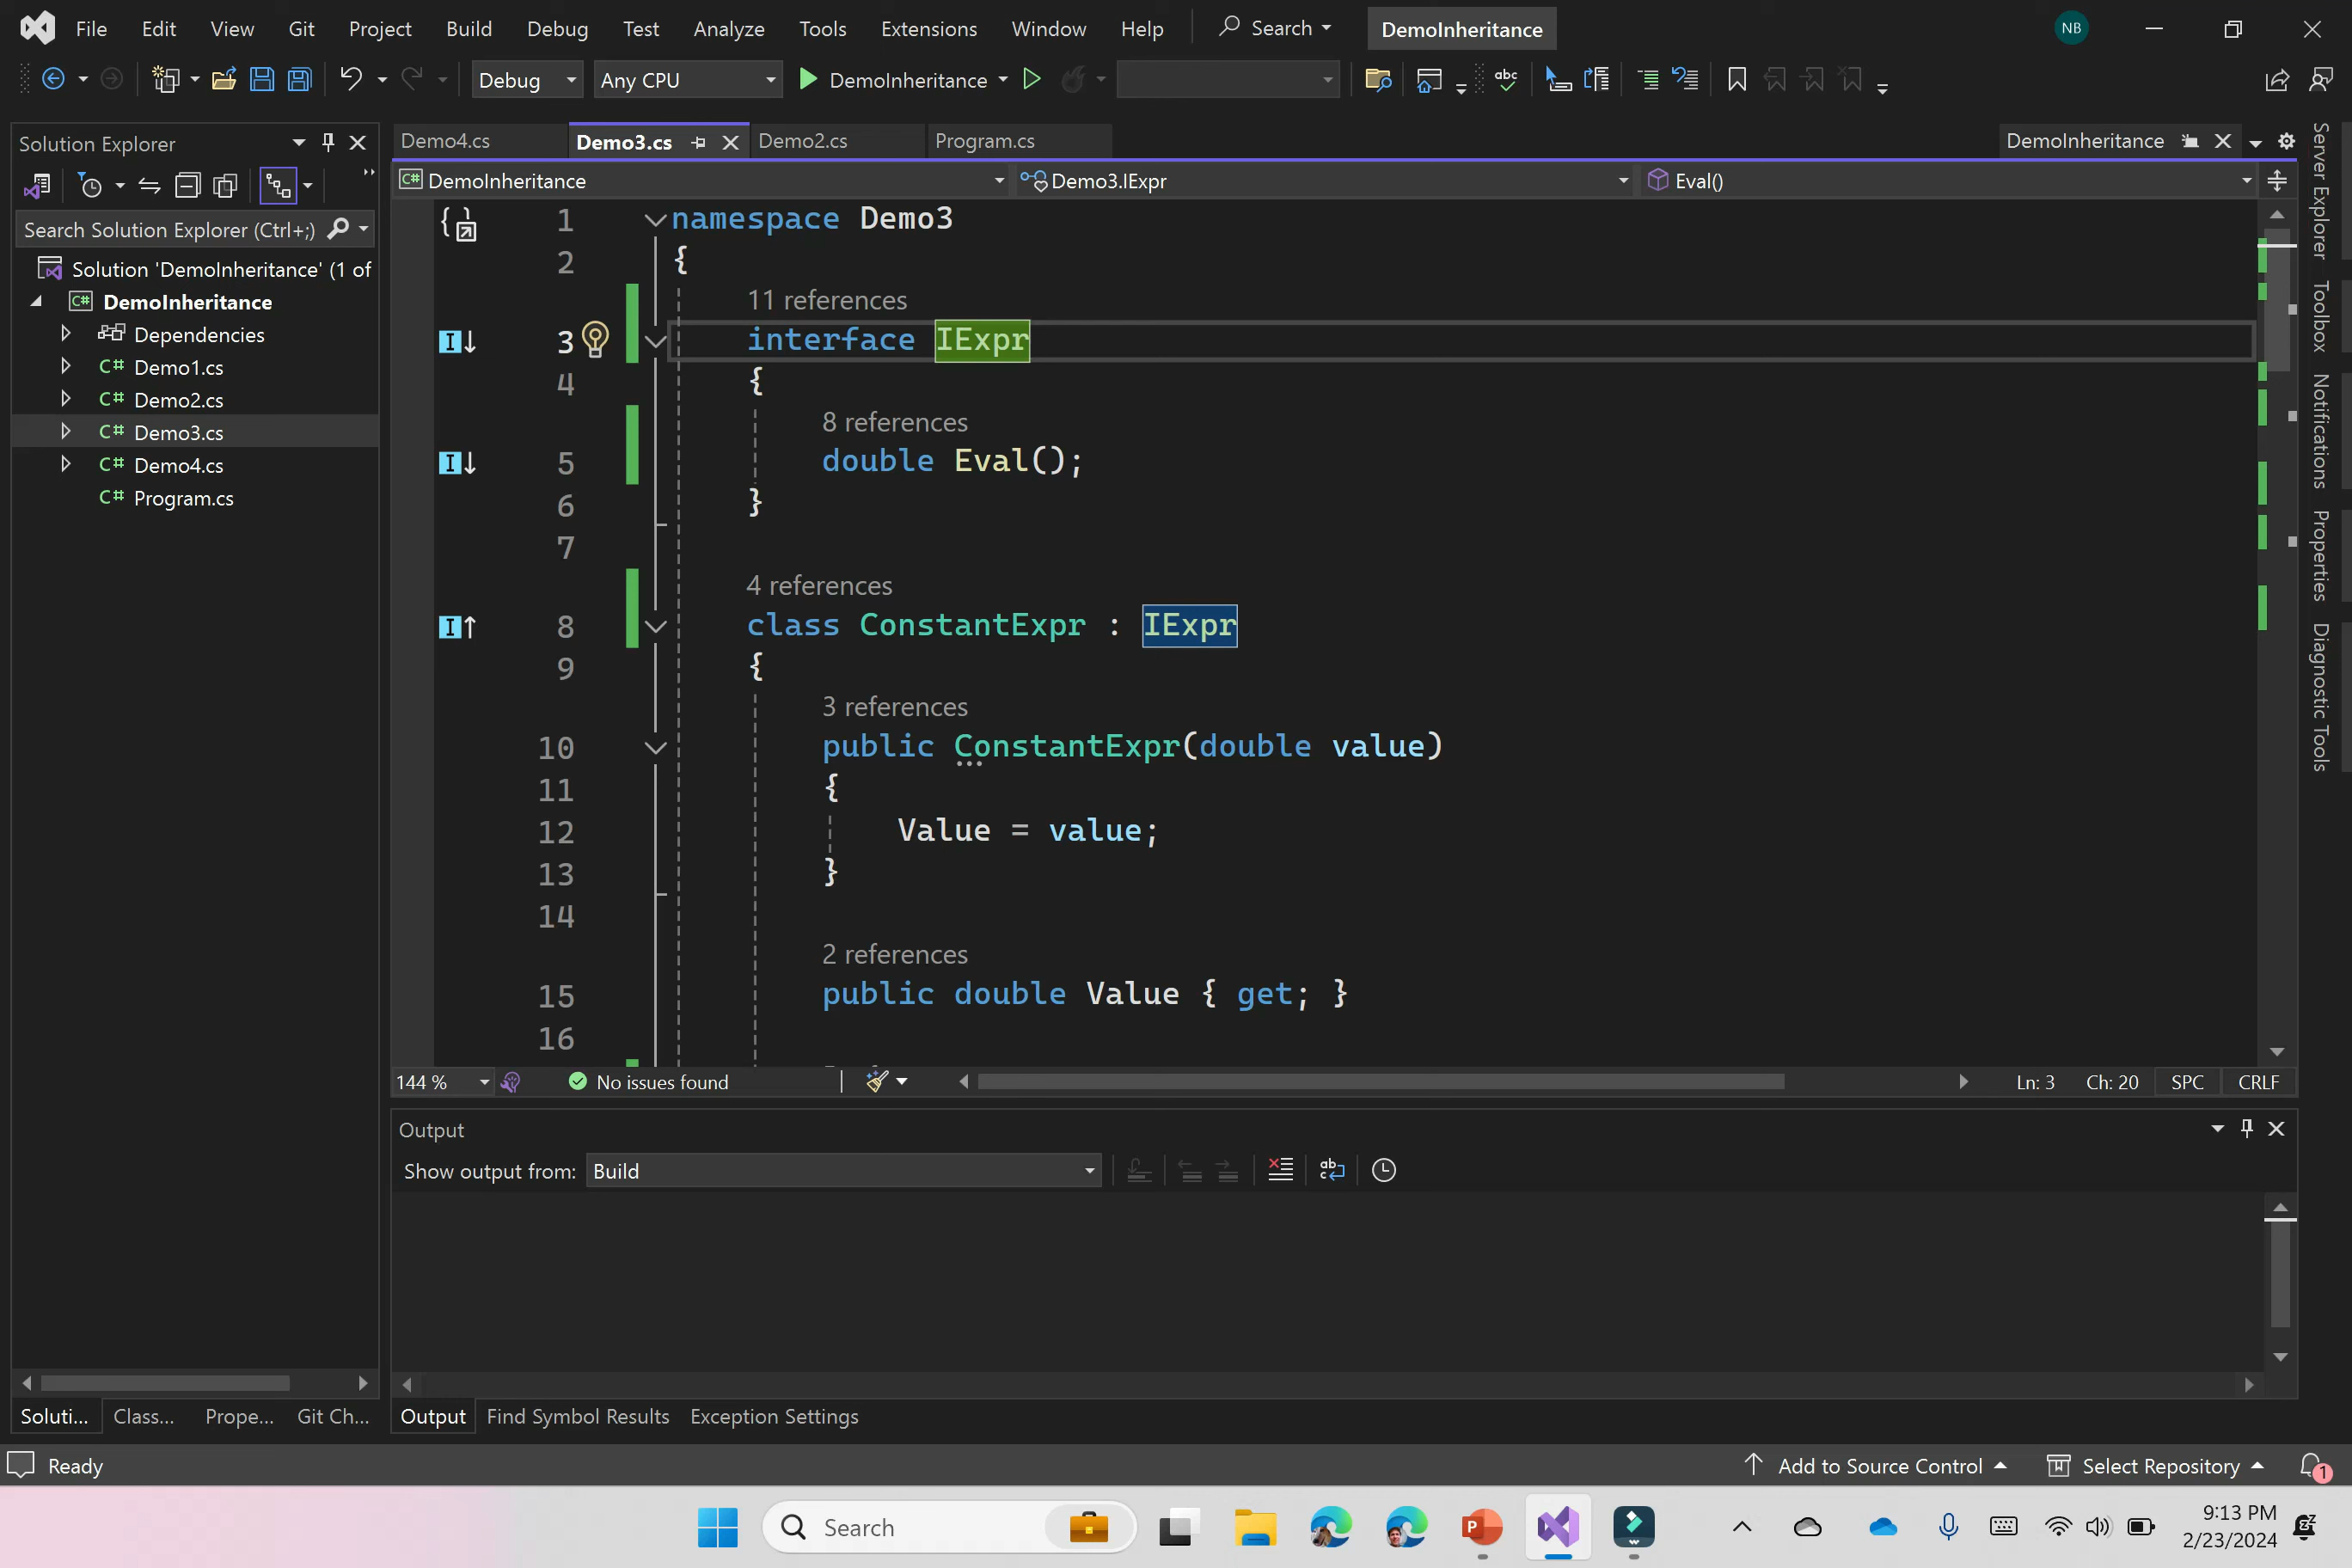 File Edit View Git Project Build Debug Test Tools Analyze Extensions Window Help Search DemoInheritance NB
Debug Any CPU DemoInheritance
Solution Explorer
Search Solution Explorer (Ctrl+;)
Solution 'DemoInheritance' (1 of
DemoInheritance
Dependencies
C# Demo1.cs
C# Demo2.cs
C# Demo3.cs
C# Demo4.cs
C# Program.cs
Soluti... Class... Prope... Git Ch...
Demo4.cs Demo3.cs Demo2.cs Program.cs DemoInheritance
C# DemoInheritance Demo3.IExpr Eval()
1 namespace Demo3
2 {
11 references
3 interface IExpr
4 {
8 references
5 double Eval();
6 }
7
4 references
8 class ConstantExpr : IExpr
9 {
3 references
10 public ConstantExpr(double value)
11 {
12 Value = value;
13 }
14
2 references
15 public double Value { get; }
16
144 % No issues found Ln: 3 Ch: 20 SPC CRLF
Output
Show output from: Build
Output Find Symbol Results Exception Settings
Server Explorer
Toolbox
Notifications
Properties
Diagnostic Tools
Ready Add to Source Control Select Repository 1
Search
9:13 PM
2/23/2024